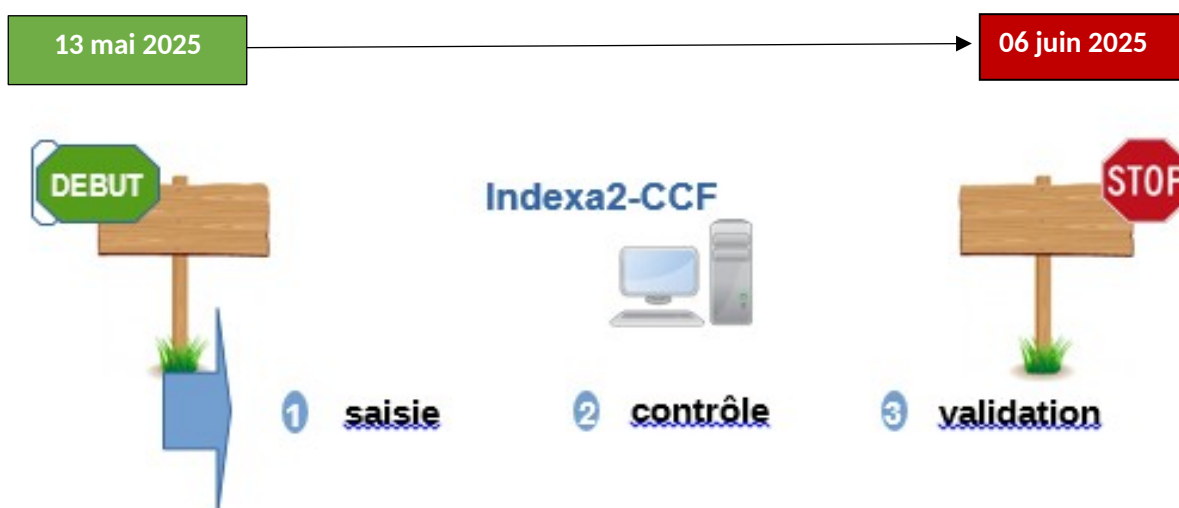 13 mai 2025
06 juin 2025
DEBUT
STOP
Indexa2-CCF
1 saisie
2 contrôle
3 validation